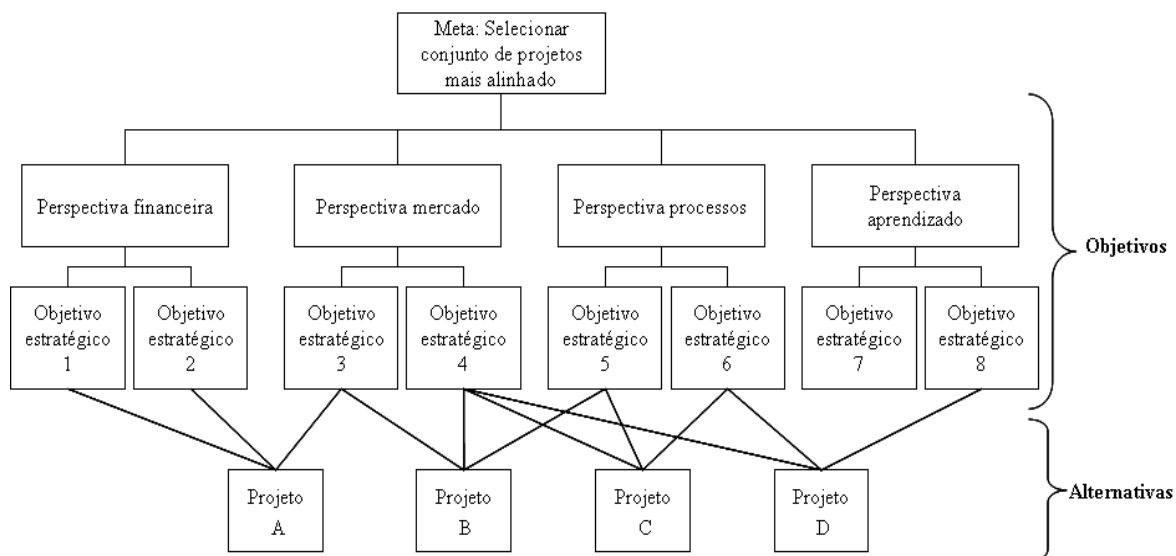 Meta: Selecionar
conjunto de projetos
mais alinhado
Perspectiva financeira
Perspectiva mercado
Perspectiva processos
Perspectiva
aprendizado
Objetivos
Objetivo
estratégico
1
Objetivo
estratégico
2
Objetivo
estratégico
3
Objetivo
estratégico
4
Objetivo
estratégico
5
Objetivo
estratégico
6
Objetivo
estratégico
7
Objetivo
estratégico
8
Projeto
A
Projeto
B
Projeto
C
Projeto
D
Alternativas